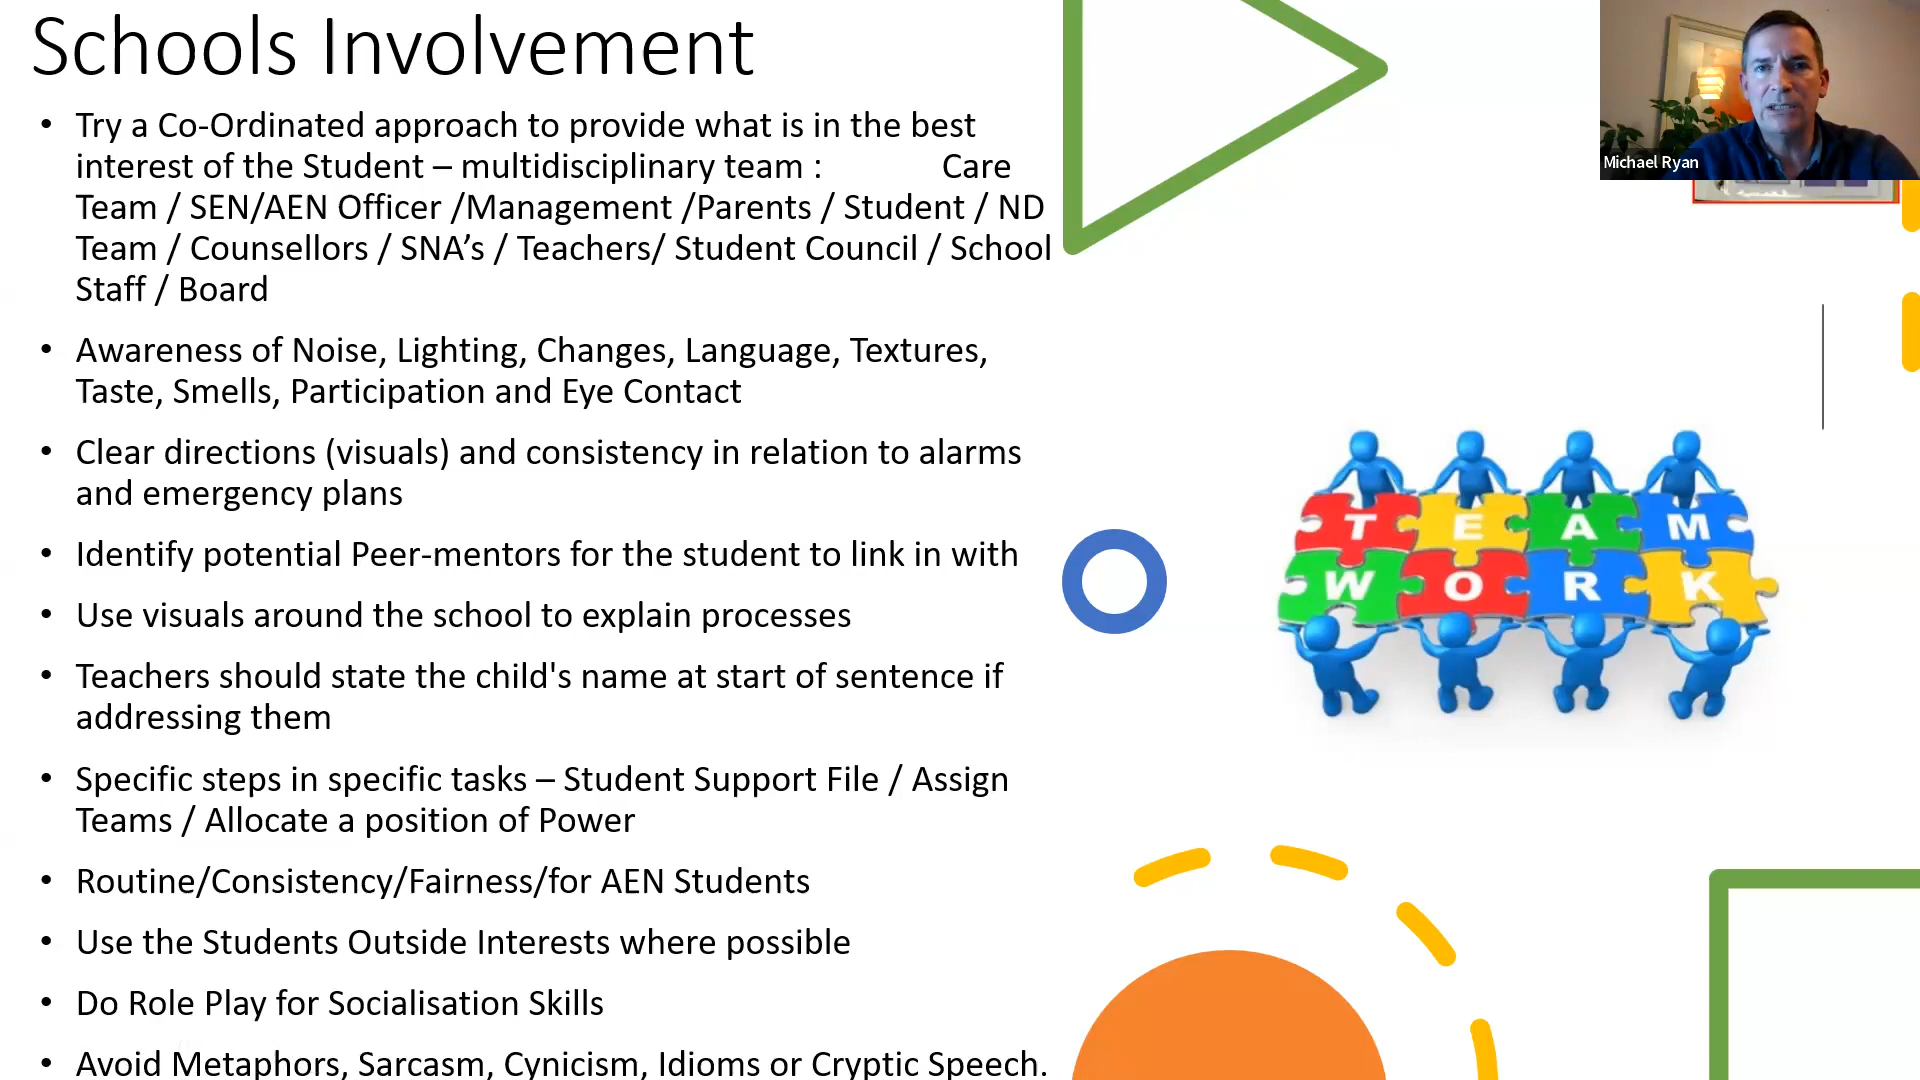 Schools Involvement
• Try a Co-Ordinated approach to provide what is in the best
interest of the Student – multidisciplinary team : Care
Team / SEN/AEN Officer /Management /Parents / Student / ND
Team / Counsellors / SNA’s / Teachers/ Student Council / School
Staff / Board
• Awareness of Noise, Lighting, Changes, Language, Textures,
Taste, Smells, Participation and Eye Contact
• Clear directions (visuals) and consistency in relation to alarms
and emergency plans
• Identify potential Peer-mentors for the student to link in with
• Use visuals around the school to explain processes
• Teachers should state the child's name at start of sentence if
addressing them
• Specific steps in specific tasks – Student Support File / Assign
Teams / Allocate a position of Power
• Routine/Consistency/Fairness/for AEN Students
• Use the Students Outside Interests where possible
• Do Role Play for Socialisation Skills
• Avoid Metaphors, Sarcasm, Cynicism, Idioms or Cryptic Speech.
Michael Ryan
TEAM
WORK